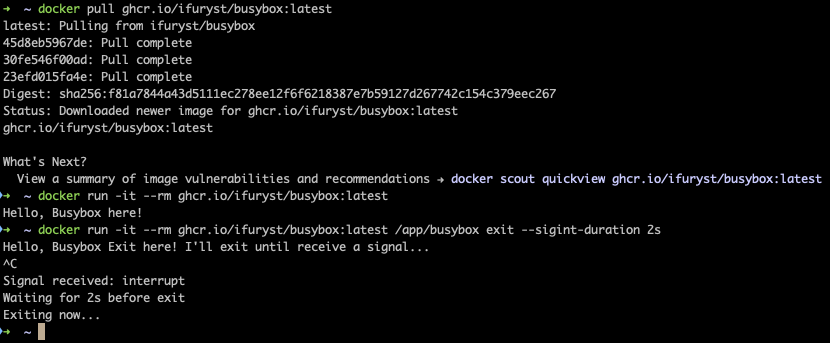 → ~ docker pull ghcr.io/ifuryst/busybox:latest
latest: Pulling from ifuryst/busybox
45d8eb5967de: Pull complete
30fe546f00ad: Pull complete
23efd015fa4e: Pull complete
Digest: sha256:f81a7844a43d5111ec278ee12f6f6218387e7b59127d267742c154c379eec267
Status: Downloaded newer image for ghcr.io/ifuryst/busybox:latest
ghcr.io/ifuryst/busybox:latest
What's Next?
View a summary of image vulnerabilities and recommendations → docker scout quickview ghcr.io/ifuryst/busybox:latest
→ ~ docker run -it --rm ghcr.io/ifuryst/busybox:latest
Hello, Busybox here!
→ ~ docker run -it --rm ghcr.io/ifuryst/busybox:latest /app/busybox exit --sigint-duration 2s
Hello, Busybox Exit here! I'll exit until receive a signal...
^C
Signal received: interrupt
Waiting for 2s before exit
Exiting now...
→ ~